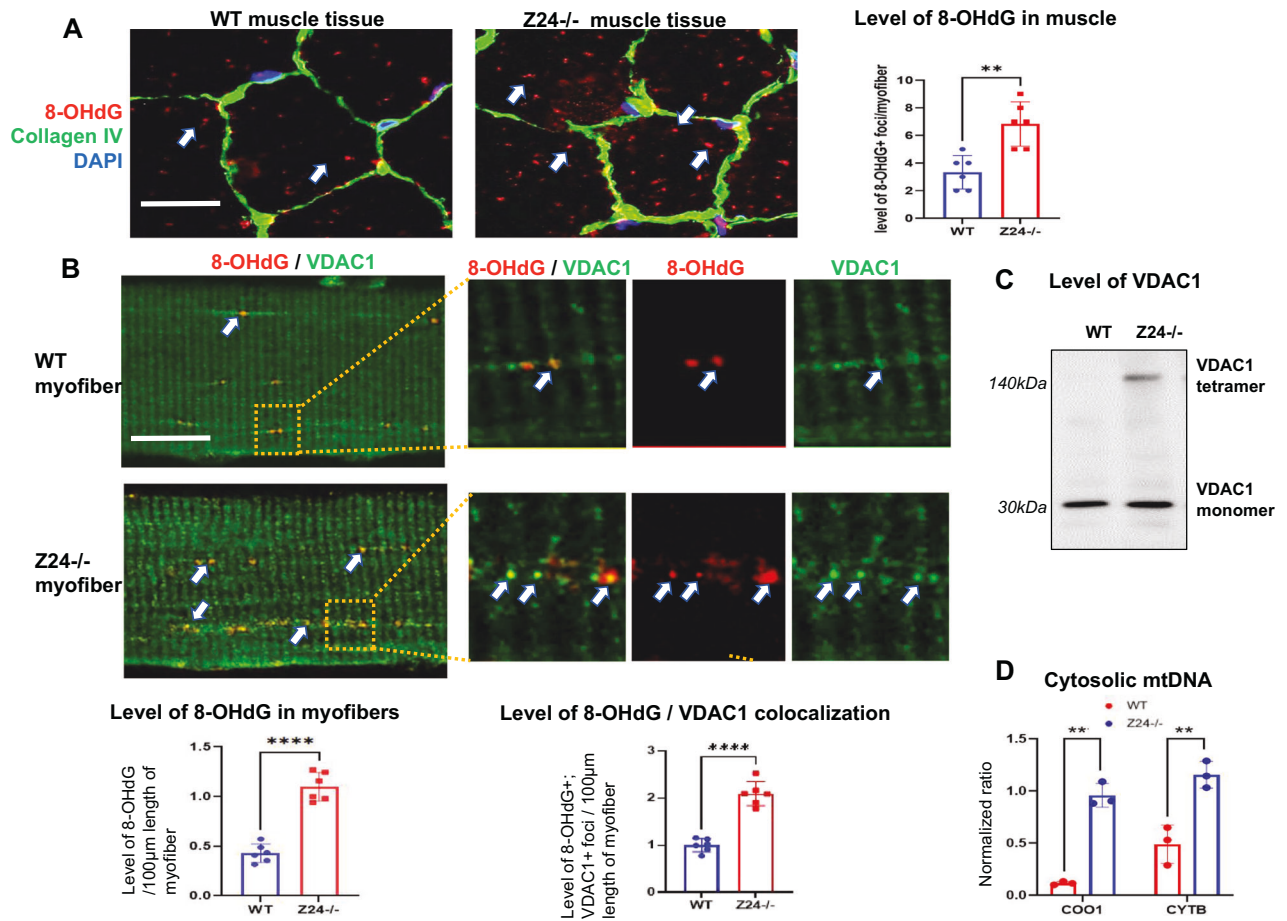 A
WT muscle tissue
Z24-/- muscle tissue
Level of 8-OHdG in muscle
8-OHdG
Collagen IV
DAPI
level of 8-OHdG+ foci/myofiber
10
8
6
4
2
0
**
WT
Z24-/-
B
8-OHdG / VDAC1
8-OHdG / VDAC1
8-OHdG
VDAC1
WT
myofiber
Z24-/-
myofiber
C
Level of VDAC1
WT
Z24-/-
140kDa
VDAC1
tetramer
30kDa
VDAC1
monomer
Level of 8-OHdG in myofibers
Level of 8-OHdG
/100μm length of
myofiber
1.5
1.0
0.5
0.0
****
WT
Z24-/-
Level of 8-OHdG / VDAC1 colocalization
Level of 8-OHdG+;
VDAC1+ foci / 100μm
length of myofiber
3
2
1
0
****
WT
Z24-/-
D
Cytosolic mtDNA
WT
Z24-/-
Normalized ratio
1.5
1.0
0.5
0.0
**
**
COO1
CYTB